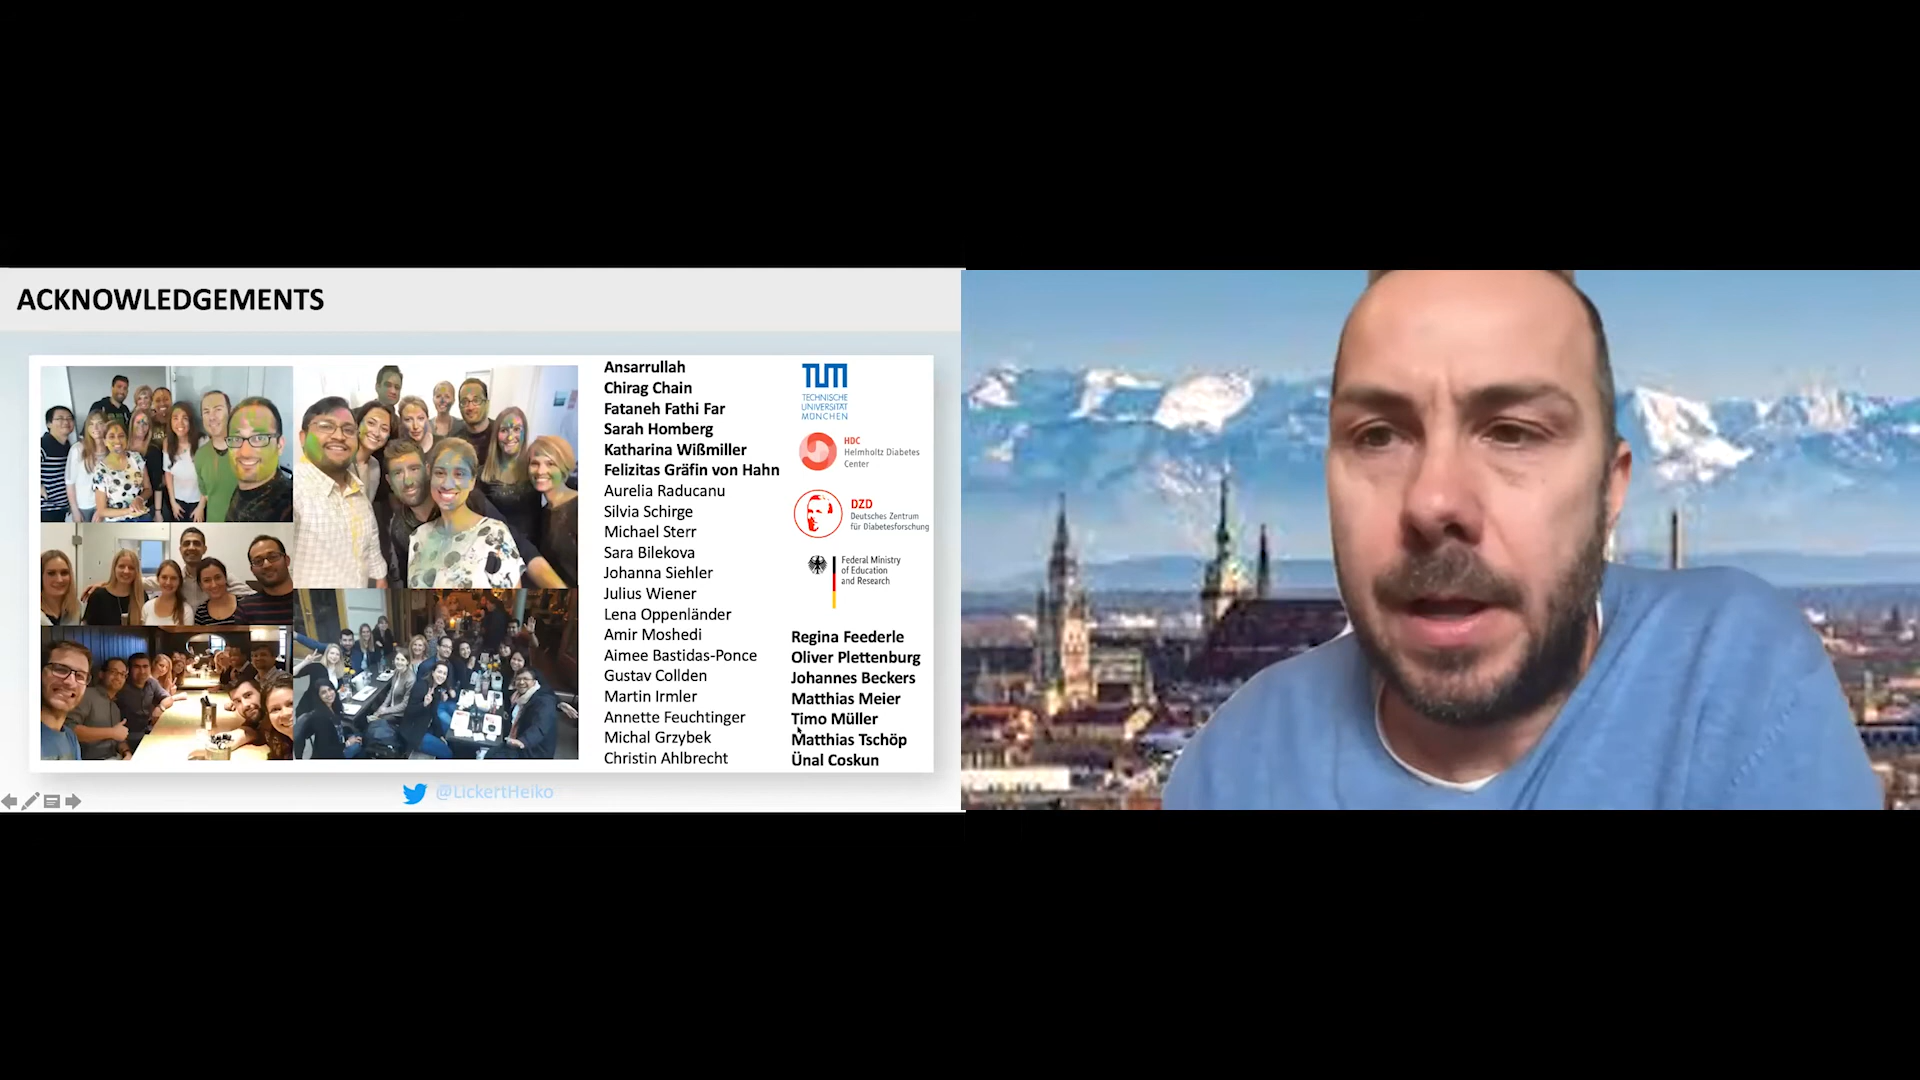 ACKNOWLEDGEMENTS
Ansarrullah
Chirag Chain
Fataneh Fathi Far
Sarah Homberg
Katharina Wißmiller
Felizitas Gräfin von Hahn
Aurelia Raducanu
Silvia Schirge
Michael Sterr
Sara Bilekova
Johanna Siehler
Julius Wiener
Lena Oppenländer
Amir Moshedi
Aimee Bastidas-Ponce
Gustav Collden
Martin Irmler
Annette Feuchtinger
Michal Grzybek
Christin Ahlbrecht
TUM
TECHNISCHE
UNIVERSITÄT
MÜNCHEN
HDC
Helmholtz Diabetes
Center
DZD
Deutsches Zentrum
für Diabetesforschung
Federal Ministry
of Education
and Research
Regina Feederle
Oliver Plettenburg
Johannes Beckers
Matthias Meier
Timo Müller
Matthias Tschöp
Ünal Coskun
@LickertHeiko